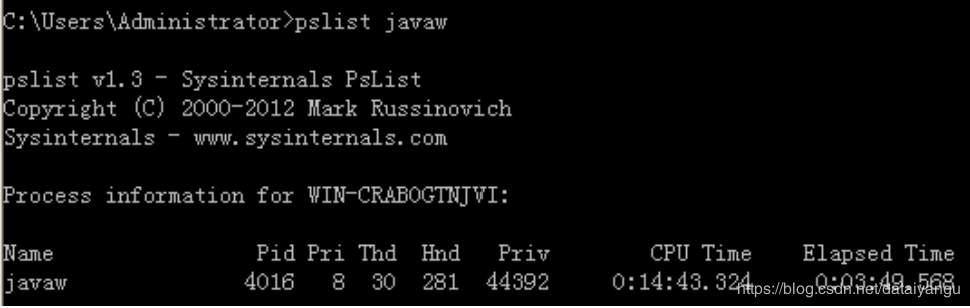 C:\Users\Administrator>pslist javaw
pslist v1.3 - Sysinternals PsList
Copyright (C) 2000-2012 Mark Russinovich
Sysinternals - www.sysinternals.com
Process information for WIN-CRABOGTNJVI:
Name Pid Pri Thd Hnd Priv CPU Time Elapsed Time
javaw 4016 8 30 281 44392 0:14:43.324 0:03:49.568
https://blog.csdn.net/dataiyangu